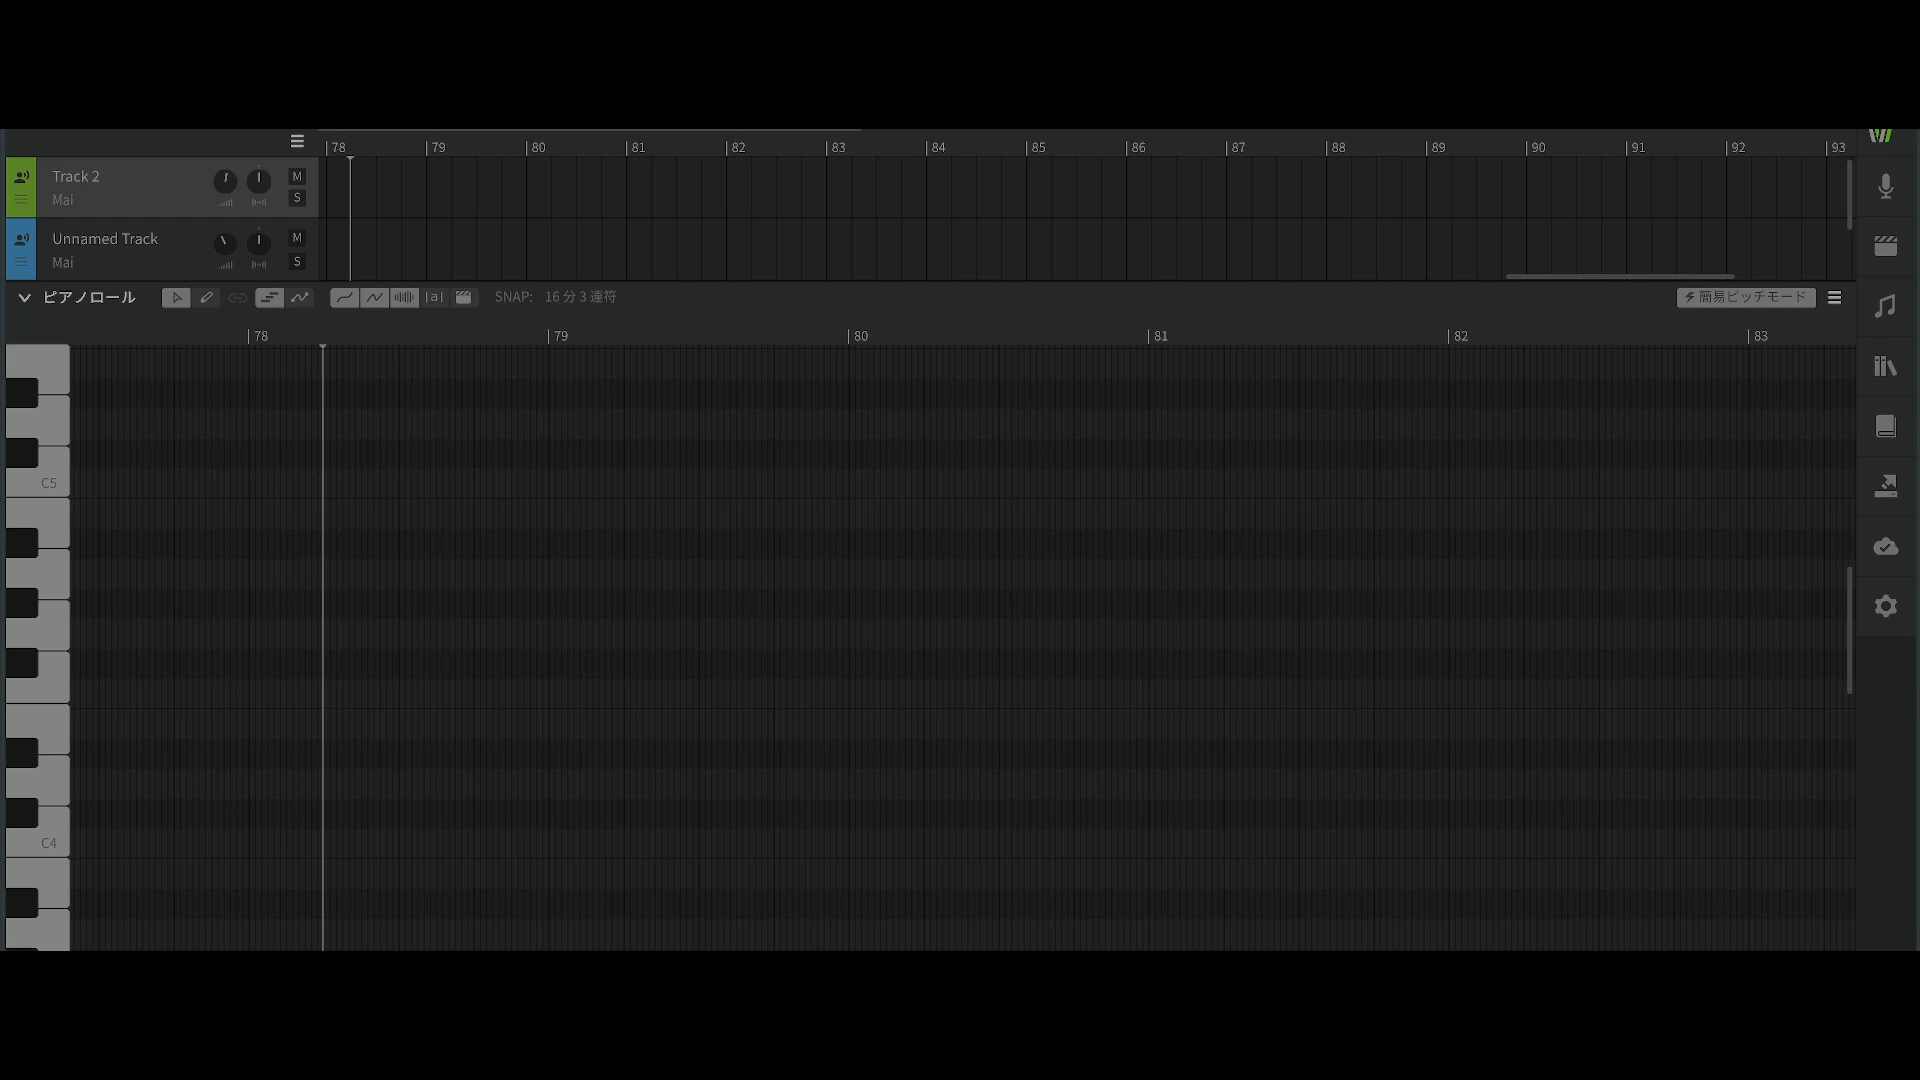 78 79 80 81 82 83 84 85 86 87 88 89 90 91 92 93
Track 2 M
Mai S
Unnamed Track M
Mai S
ピアノロール [a] SNAP: 16 分 3 連符 簡易ピッチモード
78 79 80 81 82 83
C5
C4